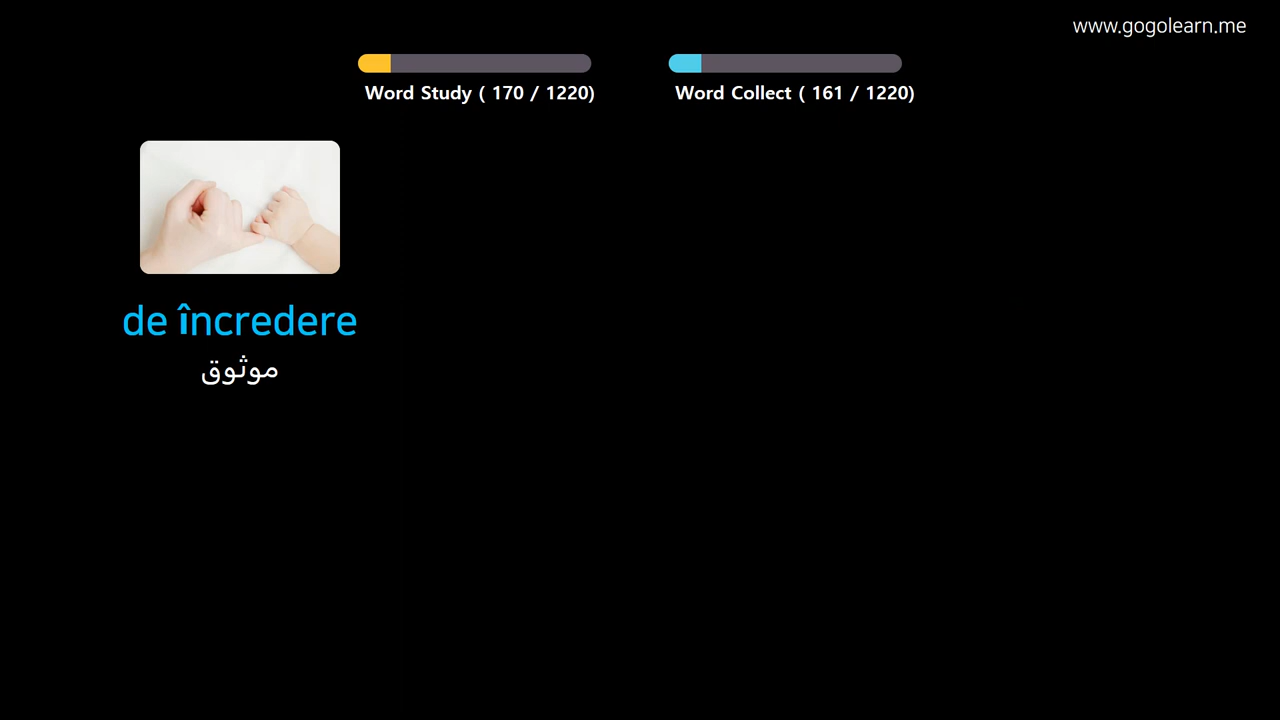 www.gogolearn.me
Word Study ( 170 / 1220)
Word Collect ( 161 / 1220)
de încredere
موثوق